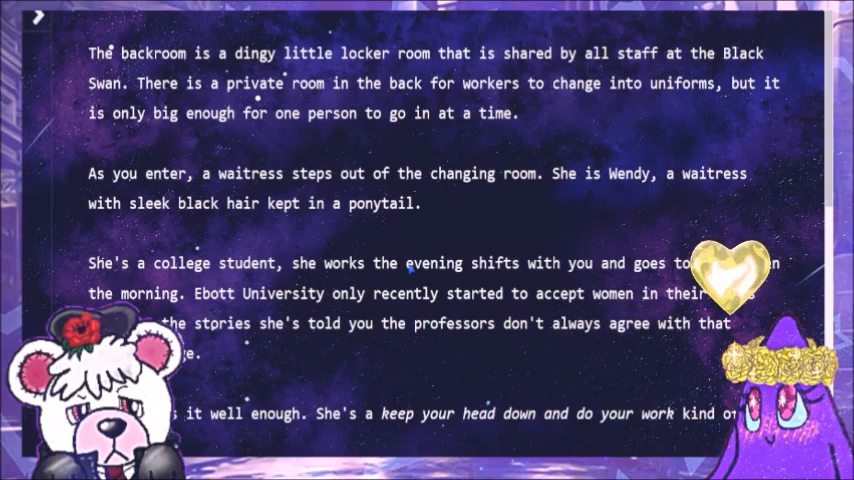 The backroom is a dingy little locker room that is shared by all staff at the Black
Swan. There is a private room in the back for workers to change into uniforms, but it
is only big enough for one person to go in at a time.
As you enter, a waitress steps out of the changing room. She is Wendy, a waitress
with sleek black hair kept in a ponytail.
She's a college student, she works the evening shifts with you and goes to
the morning. Ebott University only recently started to accept women in their
the stories she's told you the professors don't always agree with that
it well enough. She's a keep your head down and do your work kind of